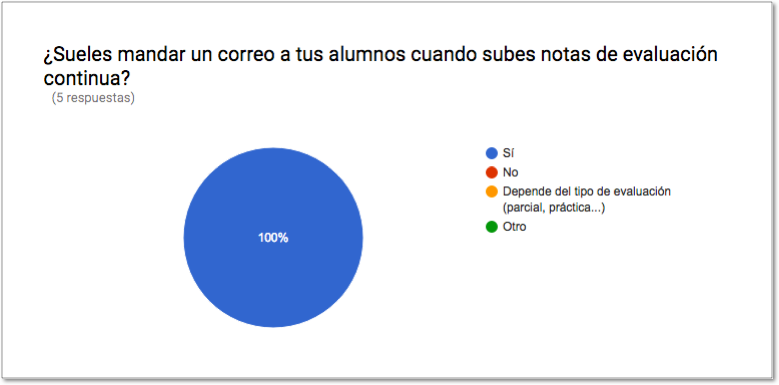 ¿Sueles mandar un correo a tus alumnos cuando subes notas de evaluación
continua?
(5 respuestas)
100%
Sí
No
Depende del tipo de evaluación
(parcial, práctica...)
Otro